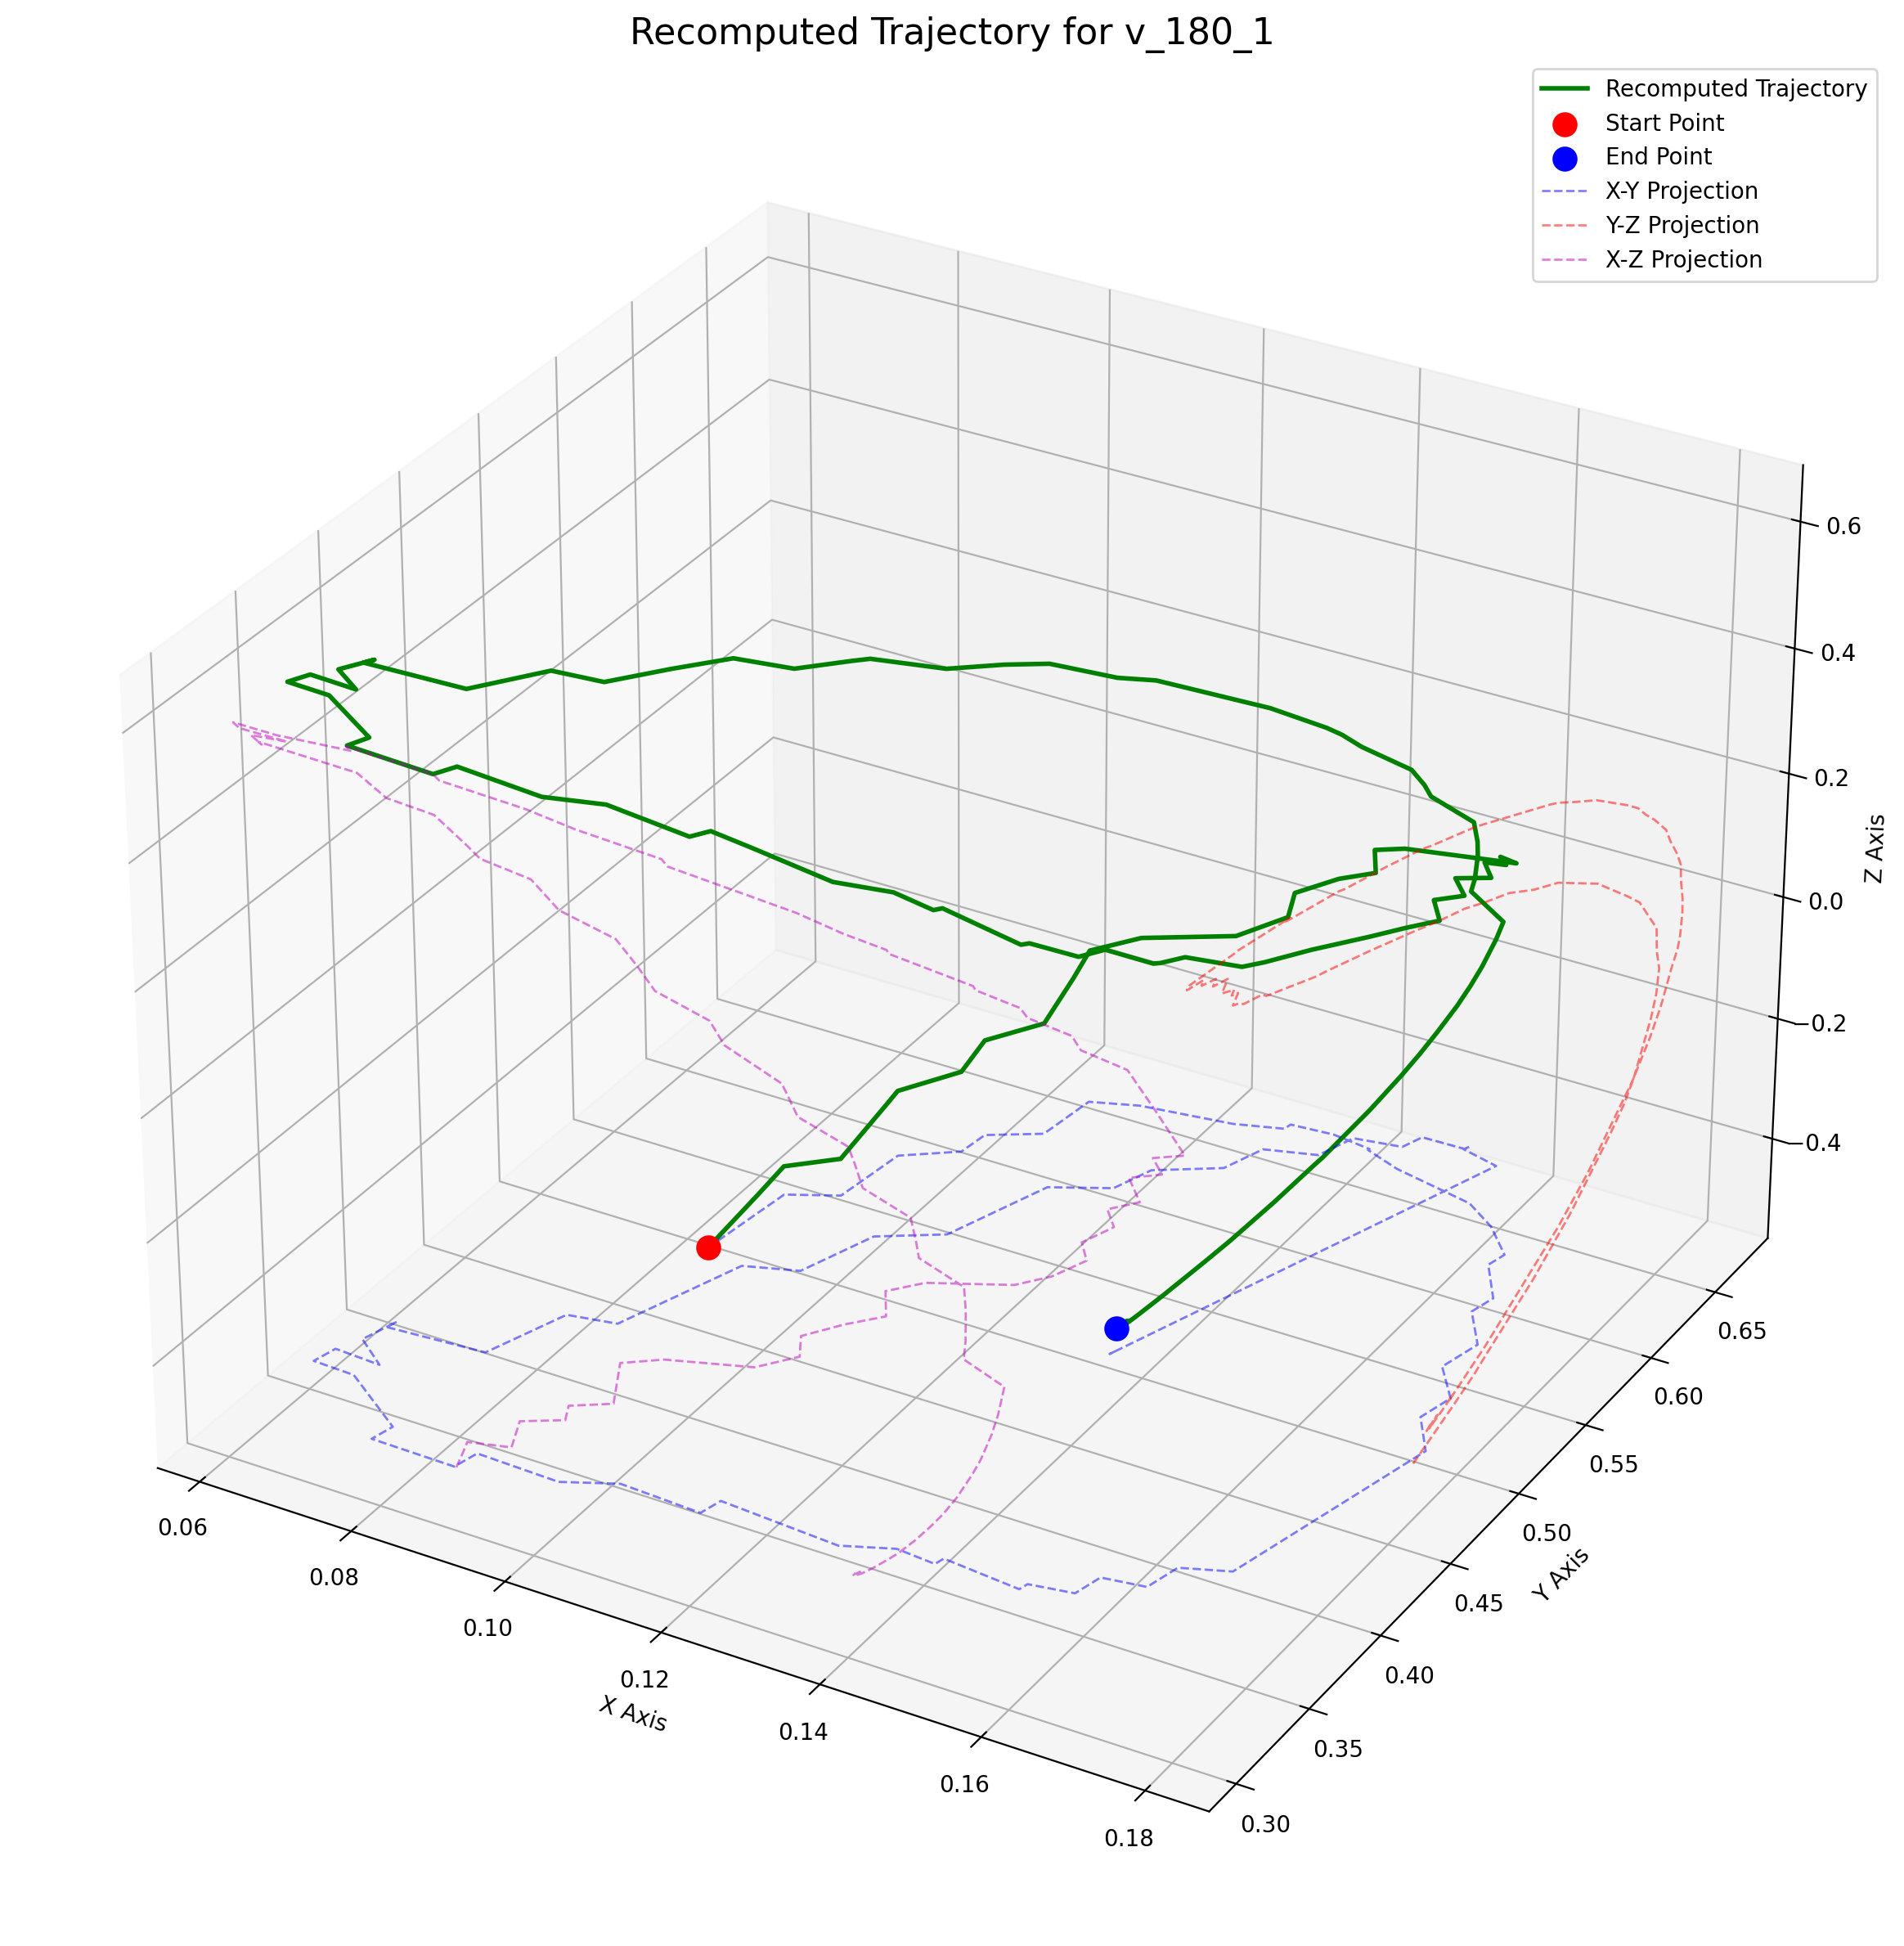 Recomputed Trajectory for v_180_1
Recomputed Trajectory
Start Point
End Point
X-Y Projection
Y-Z Projection
X-Z Projection
0.6
0.4
0.2
0.0
−0.2
−0.4
Z Axis
0.65
0.60
0.55
0.50
0.45
0.40
0.35
0.30
Y Axis
0.06
0.08
0.10
0.12
0.14
0.16
0.18
X Axis